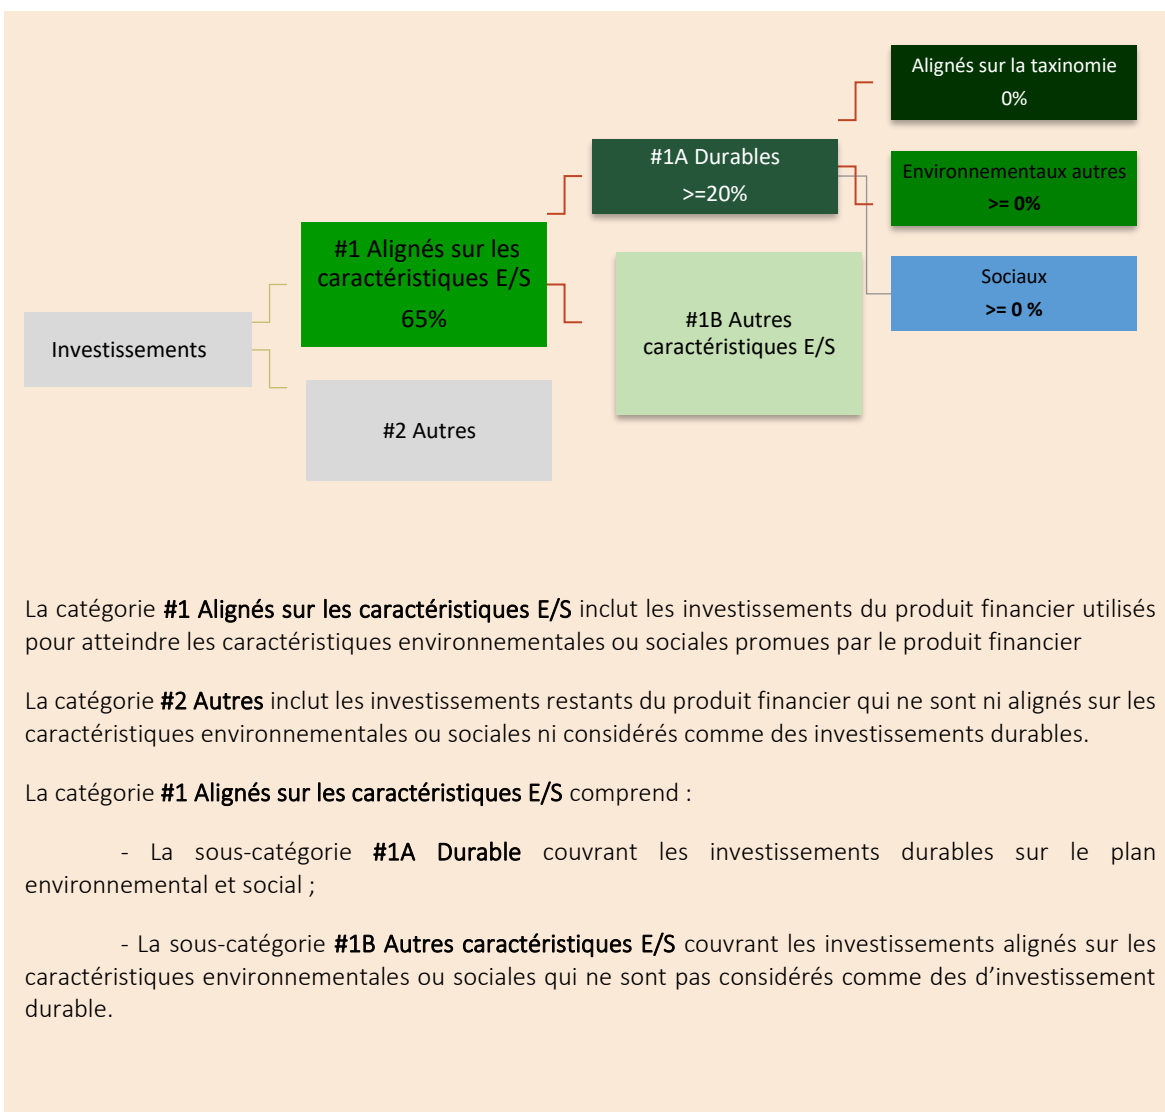 Alignés sur la taxinomie
0%
#1A Durables
>=20%
Environnementaux autres
>= 0%
#1 Alignés sur les
caractéristiques E/S
65%
Sociaux
>= 0 %
#1B Autres
caractéristiques E/S
Investissements
#2 Autres
La catégorie #1 Alignés sur les caractéristiques E/S inclut les investissements du produit financier utilisés
pour atteindre les caractéristiques environnementales ou sociales promues par le produit financier
La catégorie #2 Autres inclut les investissements restants du produit financier qui ne sont ni alignés sur les
caractéristiques environnementales ou sociales ni considérés comme des investissements durables.
La catégorie #1 Alignés sur les caractéristiques E/S comprend :
- La sous-catégorie #1A Durable couvrant les investissements durables sur le plan
environnemental et social ;
- La sous-catégorie #1B Autres caractéristiques E/S couvrant les investissements alignés sur les
caractéristiques environnementales ou sociales qui ne sont pas considérés comme des d’investissement
durable.